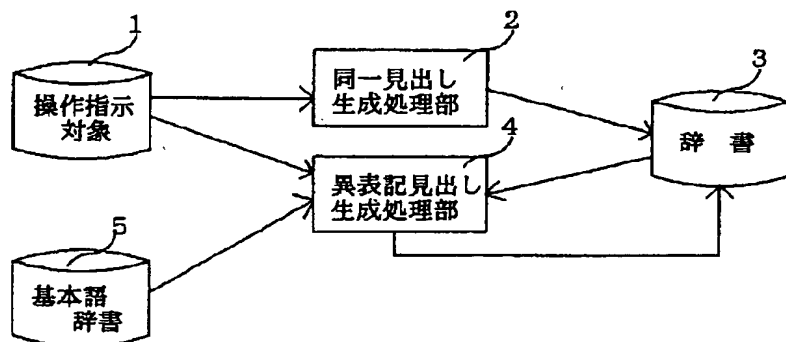 1
操作指示
対象
2
同一見出し
生成処理部
3
辞 書
4
異表記見出し
生成処理部
5
基本語
辞書